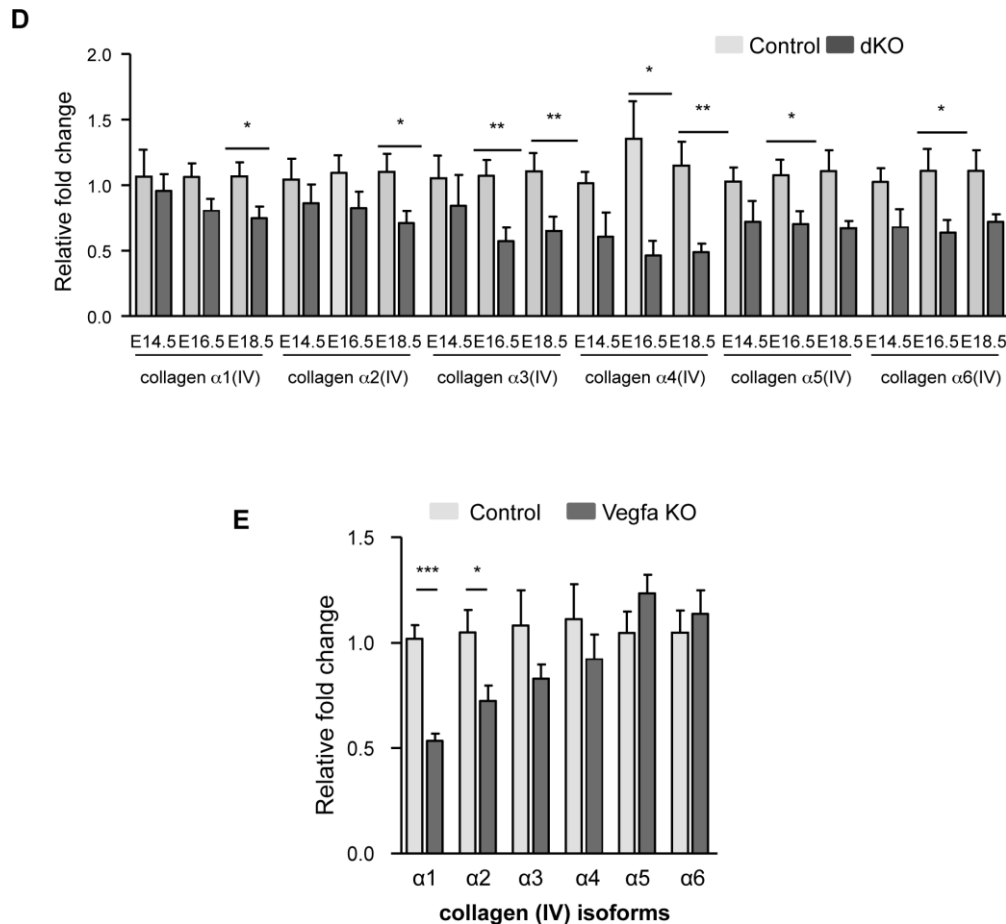 D
Control dKO
Relative fold change
2.0
1.5
1.0
0.5
0.0
* * ** ** * ** * *
E14.5 E16.5 E18.5 E14.5 E16.5 E18.5 E14.5 E16.5 E18.5 E14.5 E16.5 E18.5 E14.5 E16.5 E18.5 E14.5 E16.5 E18.5
collagen α1(IV) collagen α2(IV) collagen α3(IV) collagen α4(IV) collagen α5(IV) collagen α6(IV)
E
Control Vegfa KO
Relative fold change
1.5
1.0
0.5
0.0
*** *
α1 α2 α3 α4 α5 α6
collagen (IV) isoforms